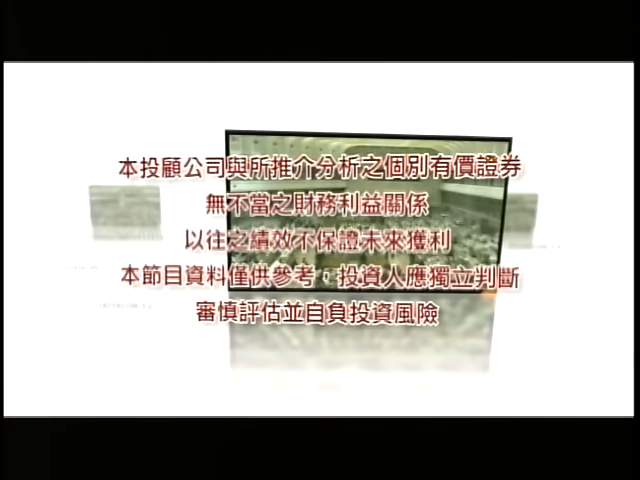 本投顧公司與所推介分析之個別有價證券
無不當之財務利益關係
以往之績效不保證未來獲利
本節目資料僅供參考，投資人應獨立判斷
審慎評估並自負投資風險